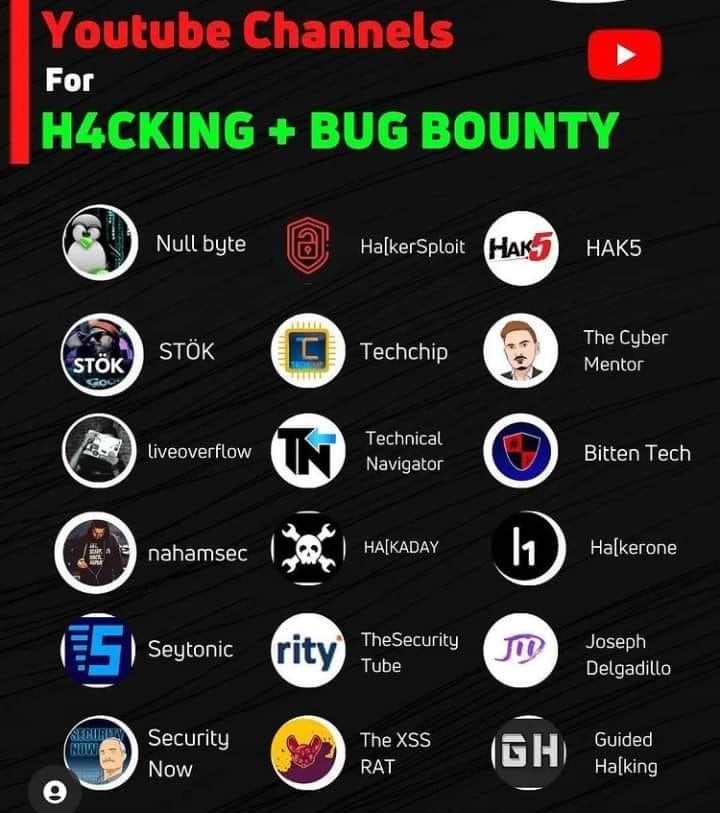 Youtube Channels
For
H4CKING + BUG BOUNTY
Null byte
Ha[kerSploit
HAK5
HAK5
STÖK
STÖK
Techchip
The Cyber
Mentor
liveoverflow
TN
Technical
Navigator
Bitten Tech
nahamsec
HA[KADAY
h1
Ha[kerone
S
Seytonic
rity
TheSecurity
Tube
JD
Joseph
Delgadillo
SECURITY
NOW
Security
Now
The XSS
RAT
GH
Guided
Ha[king